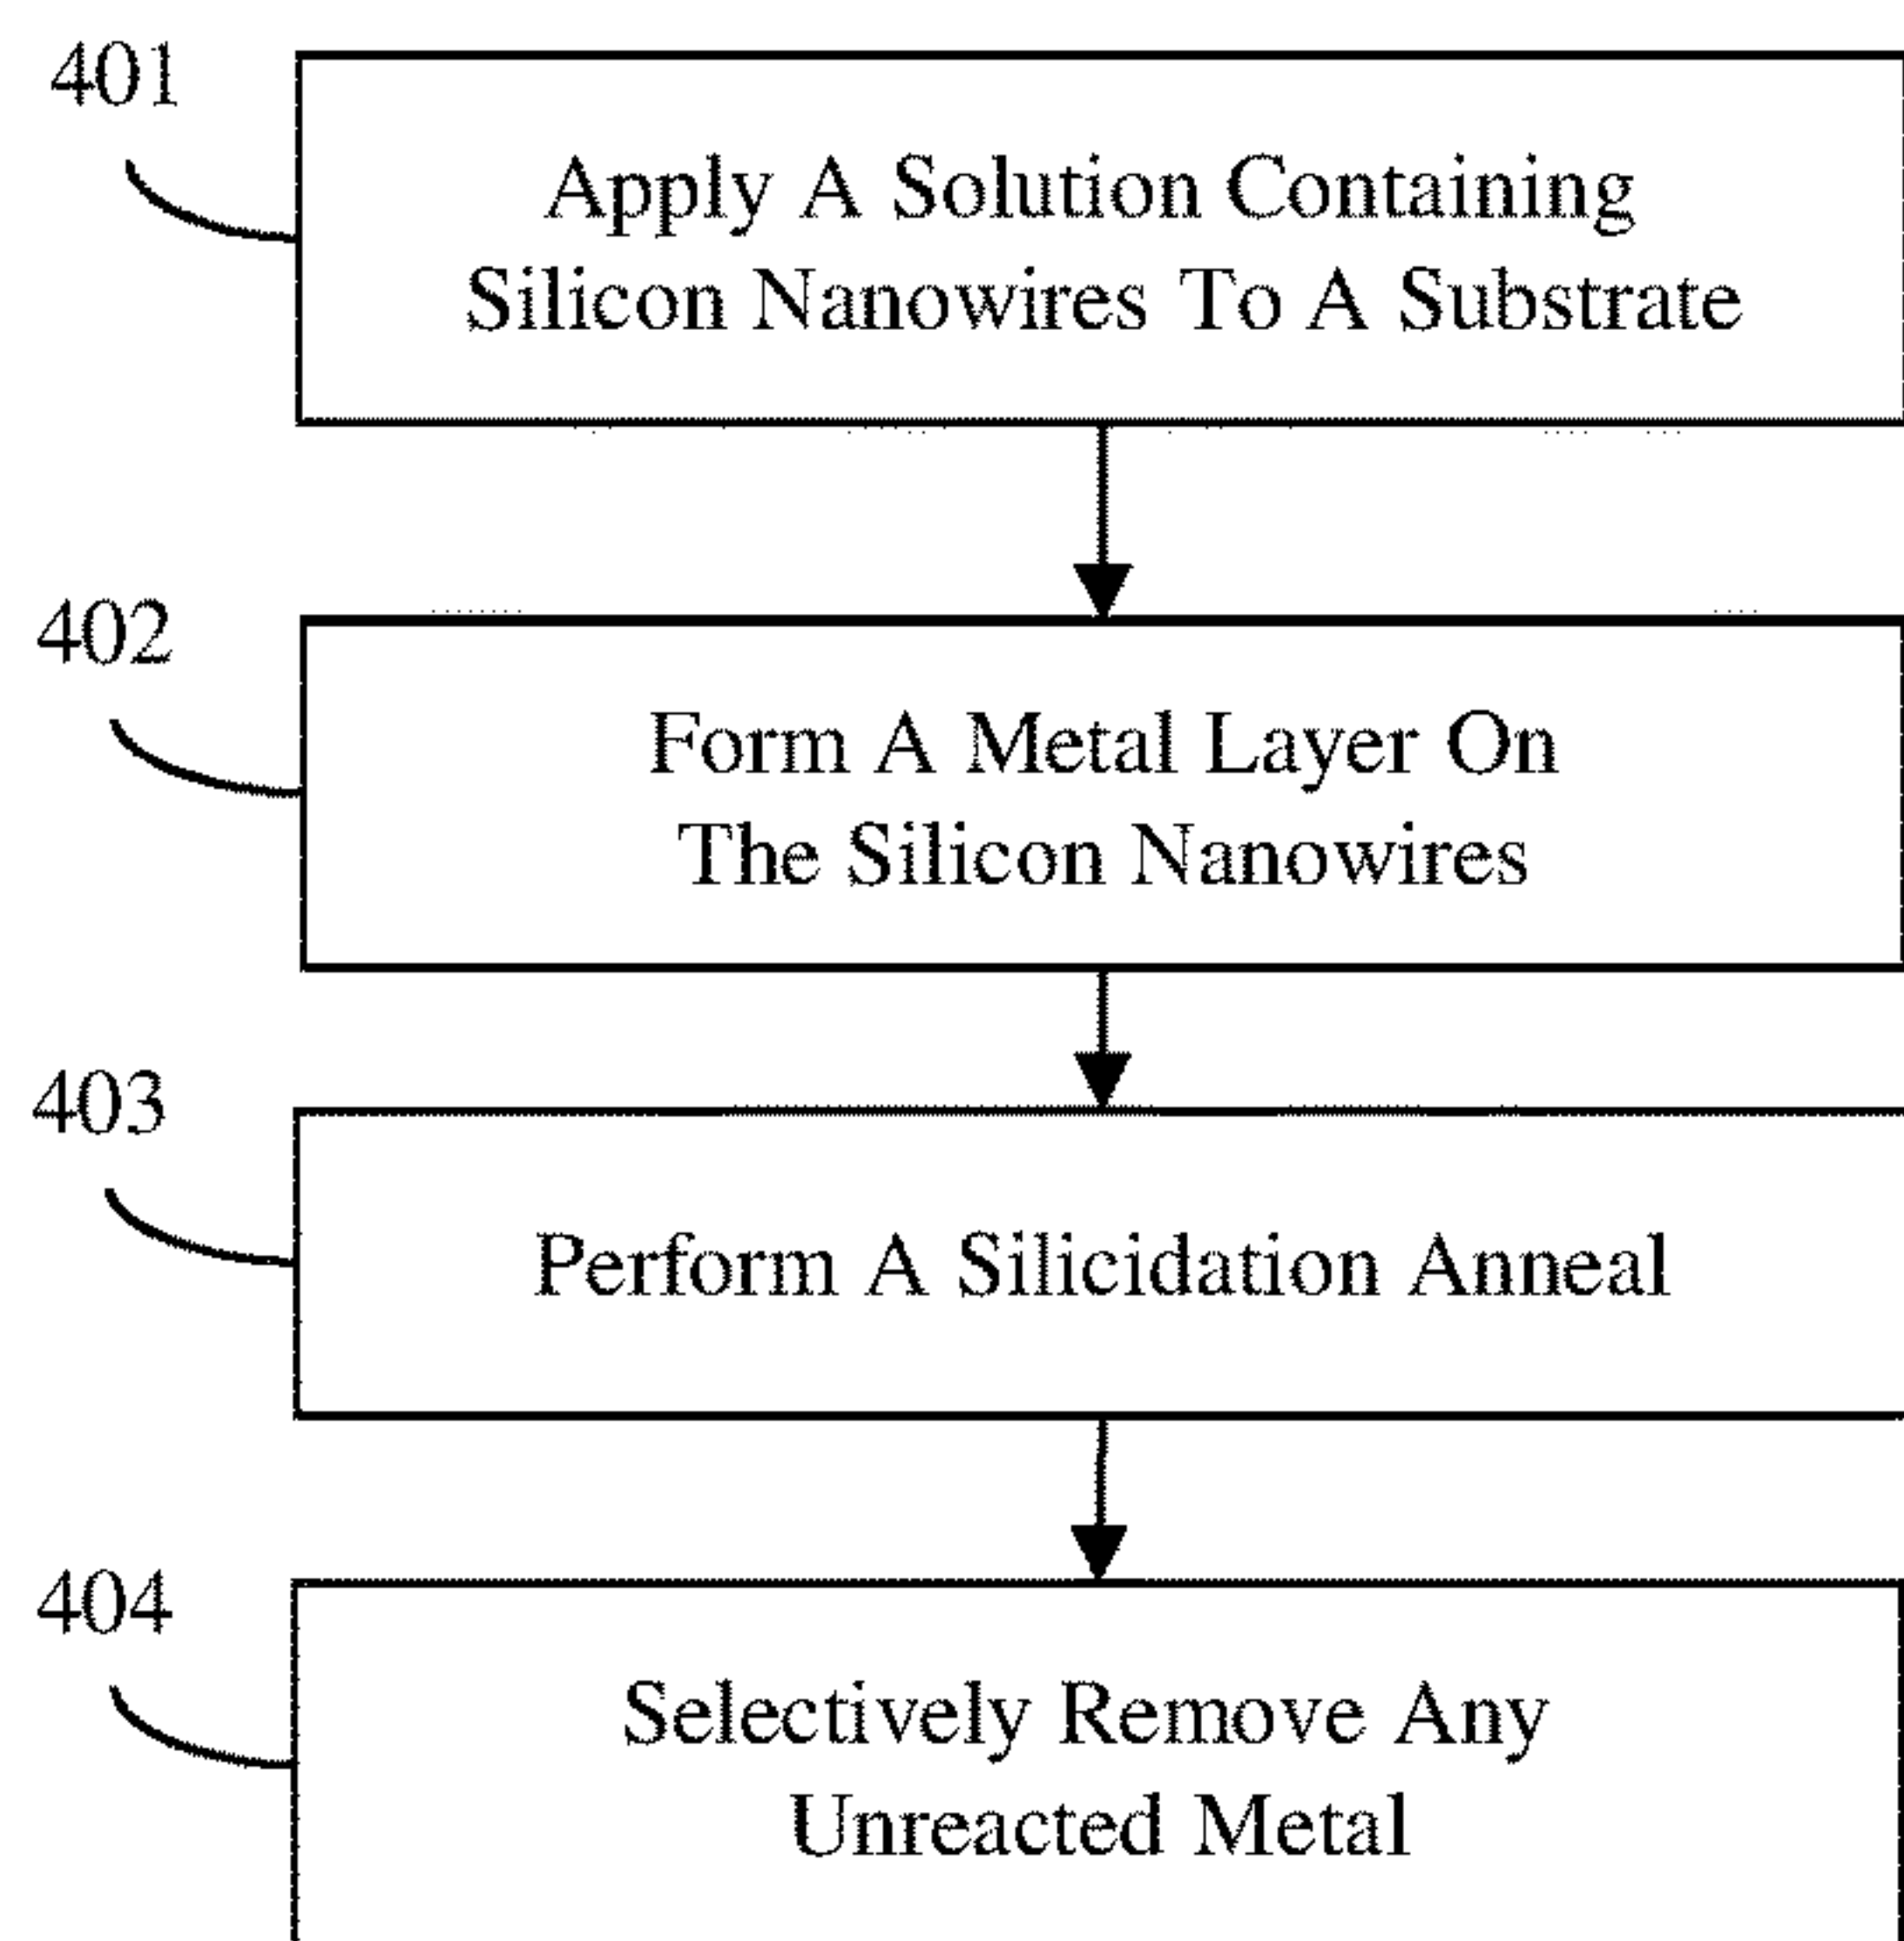 401
Apply A Solution Containing
Silicon Nanowires To A Substrate
402
Form A Metal Layer On
The Silicon Nanowires
403
Perform A Silicidation Anneal
404
Selectively Remove Any
Unreacted Metal